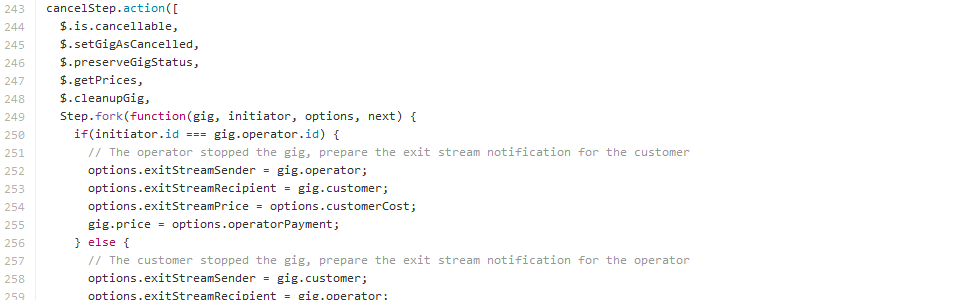 243 cancelStep.action([
244 $.is.cancellable,
245 $.setGigAsCancelled,
246 $.preserveGigStatus,
247 $.getPrices,
248 $.cleanupGig,
249 Step.fork(function(gig, initiator, options, next) {
250 if(initiator.id === gig.operator.id) {
251 // The operator stopped the gig, prepare the exit stream notification for the customer
252 options.exitStreamSender = gig.operator;
253 options.exitStreamRecipient = gig.customer;
254 options.exitStreamPrice = options.customerCost;
255 gig.price = options.operatorPayment;
256 } else {
257 // The customer stopped the gig, prepare the exit stream notification for the operator
258 options.exitStreamSender = gig.customer;
259 options.exitStreamRecipient = gig.operator;